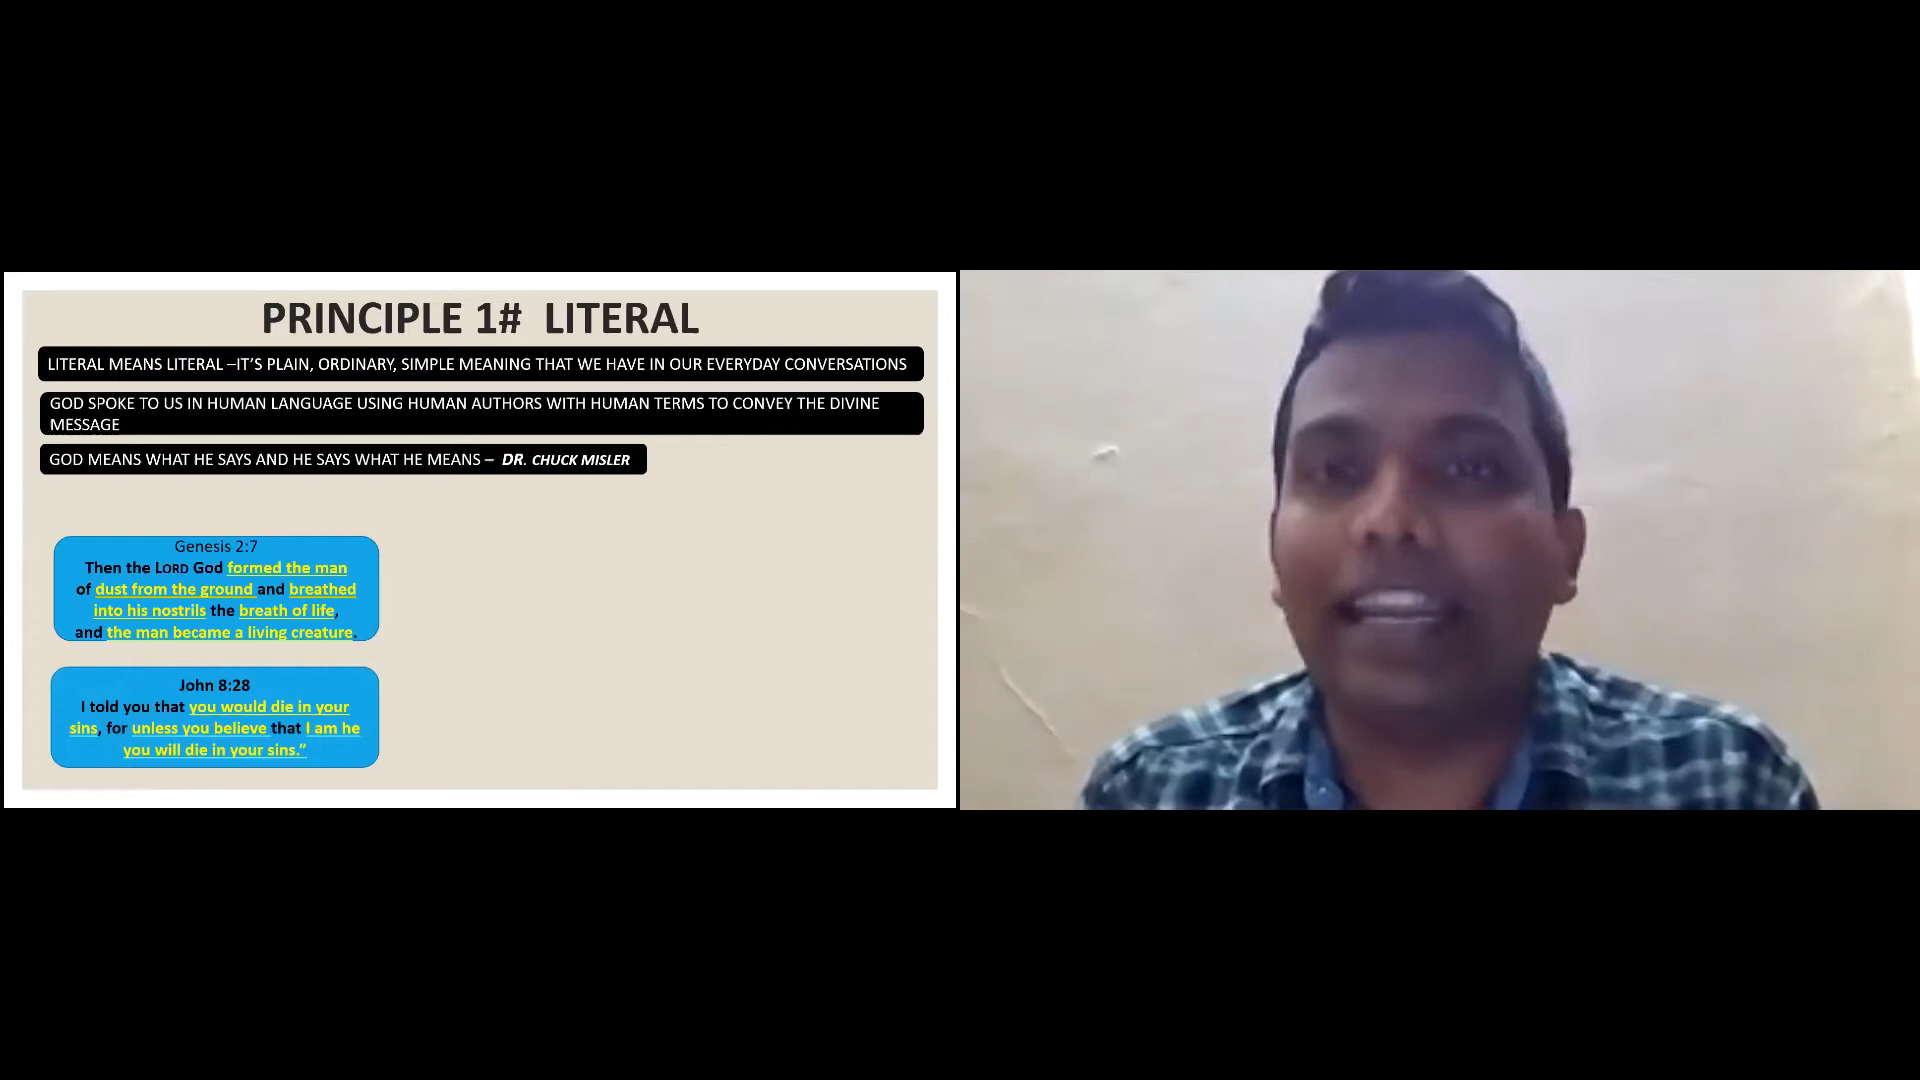 PRINCIPLE 1# LITERAL
LITERAL MEANS LITERAL –IT’S PLAIN, ORDINARY, SIMPLE MEANING THAT WE HAVE IN OUR EVERYDAY CONVERSATIONS
GOD SPOKE TO US IN HUMAN LANGUAGE USING HUMAN AUTHORS WITH HUMAN TERMS TO CONVEY THE DIVINE
MESSAGE
GOD MEANS WHAT HE SAYS AND HE SAYS WHAT HE MEANS – DR. CHUCK MISLER
Genesis 2:7
Then the LORD God formed the man
of dust from the ground and breathed
into his nostrils the breath of life,
and the man became a living creature.
John 8:28
I told you that you would die in your
sins, for unless you believe that I am he
you will die in your sins.”